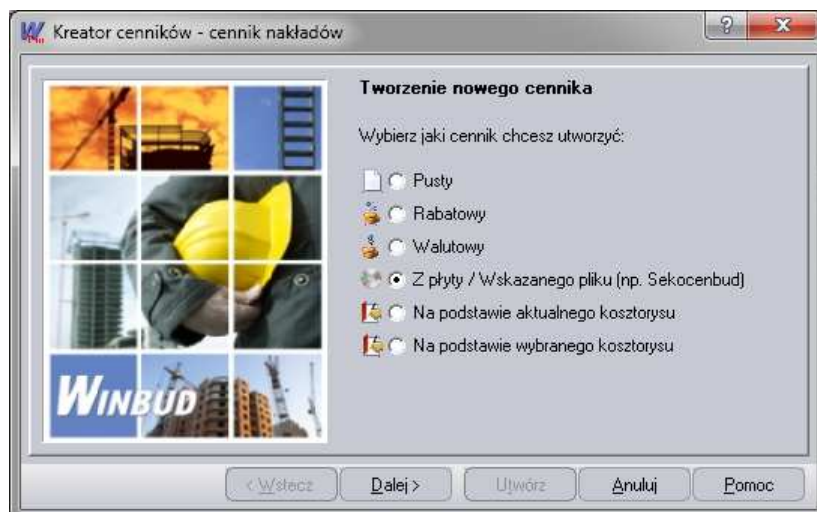 Kreator cenników - cennik nakładów
Tworzenie nowego cennika
Wybierz jaki cennik chcesz utworzyć:
Pusty
Rabatowy
Walutowy
Z płyty / Wskazanego pliku (np. Sekocenbud)
Na podstawie aktualnego kosztorysu
Na podstawie wybranego kosztorysu
WINBUD
< Wstecz Dalej > Utwórz Anuluj Pomoc